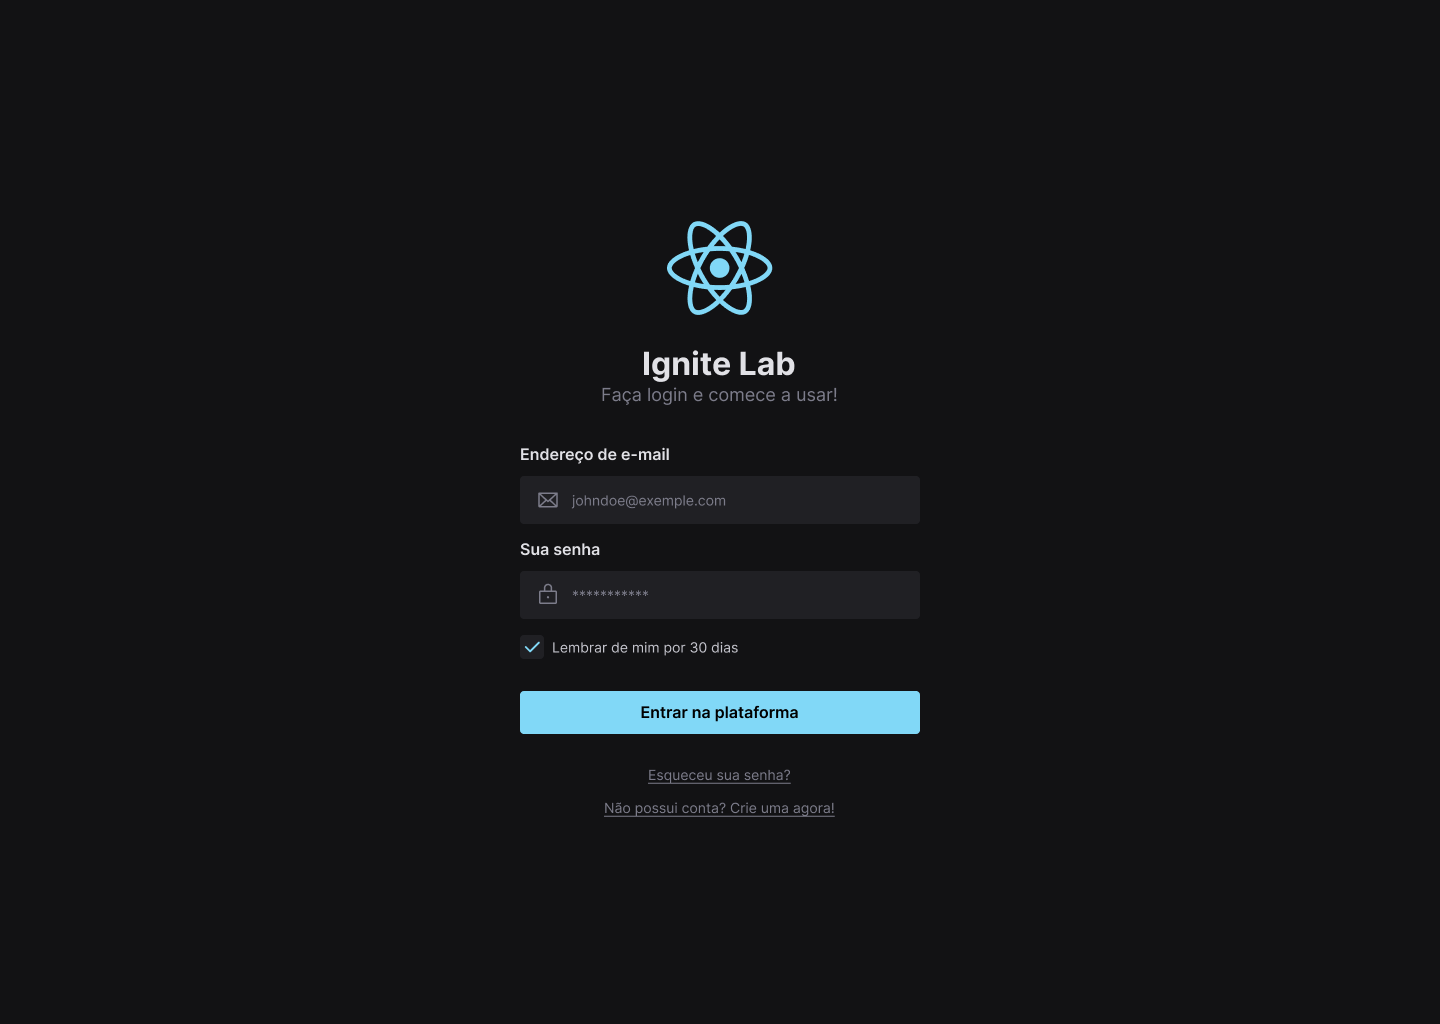 Ignite Lab
Faça login e comece a usar!
Endereço de e-mail
johndoe@exemple.com
Sua senha
***********
Lembrar de mim por 30 dias
Entrar na plataforma
Esqueceu sua senha?
Não possui conta? Crie uma agora!